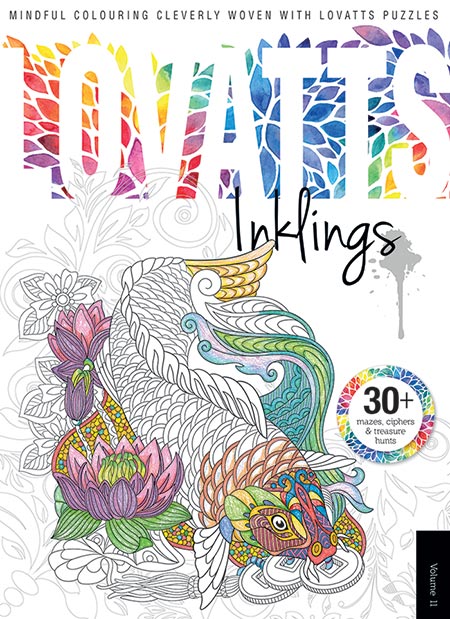 MINDFUL COLOURING CLEVERLY WOVEN WITH LOVATTS PUZZLES
LOVATTS
Inklings
30+
mazes, ciphers
& treasure
hunts
Volume 11